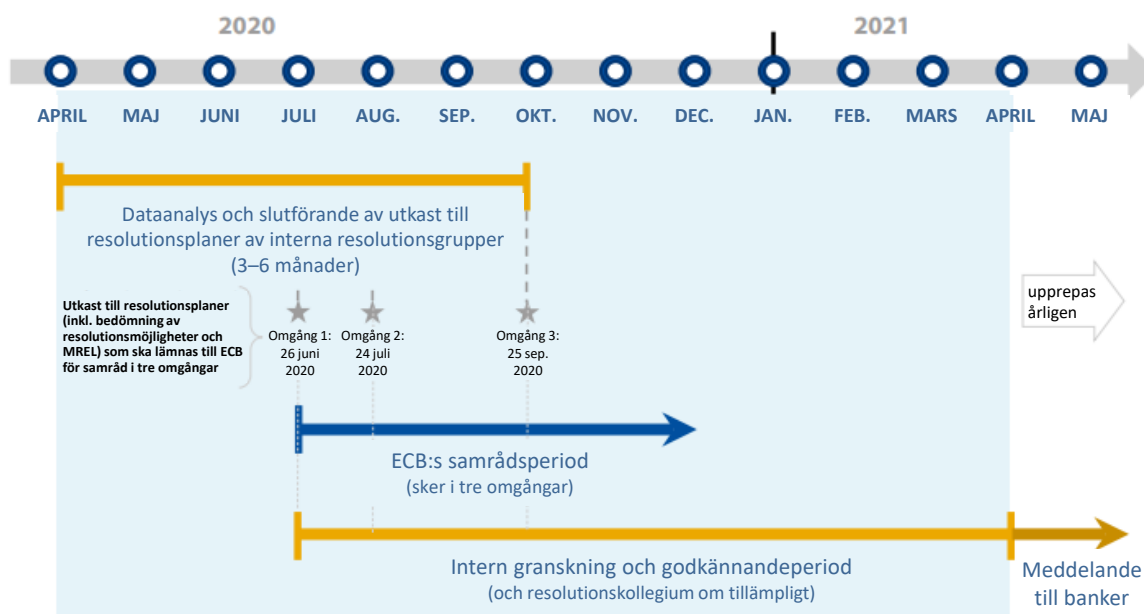 2020
2021
APRIL MAJ JUNI JULI AUG. SEP. OKT. NOV. DEC. JAN. FEB. MARS APRIL MAJ
Dataanalys och slutförande av utkast till
resolutionsplaner av interna resolutionsgrupper
(3–6 månader)
Utkast till resolutionsplaner
(inkl. bedömning av
resolutionsmöjligheter och
MREL) som ska lämnas till ECB
för samråd i tre omgångar
Omgång 1:
26 juni
2020
Omgång 2:
24 juli
2020
Omgång 3:
25 sep.
2020
upprepas
årligen
ECB:s samrådsperiod
(sker i tre omgångar)
Intern granskning och godkännandeperiod
(och resolutionskollegium om tillämpligt)
Meddelande
till banker